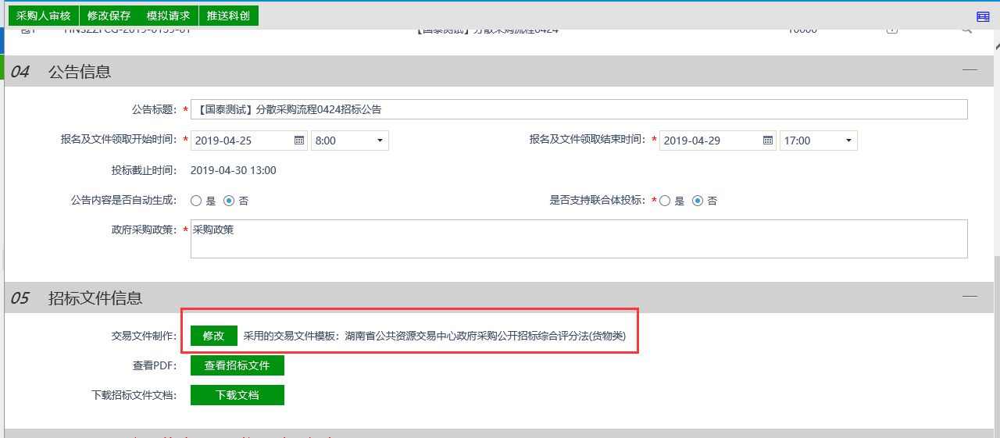 采购人审核 修改保存 模拟请求 推送科创
04 公告信息
公告标题: * 【国泰测试】分散采购流程0424招标公告
报名及文件领取开始时间: * 2019-04-25 8:00 报名及文件领取结束时间: * 2019-04-29 17:00
投标截止时间: 2019-04-30 13:00
公告内容是否自动生成: 是 否 是否支持联合体投标: * 是 否
政府采购政策: * 采购政策
05 招标文件信息
交易文件制作: 修改 采用的交易文件模板：湖南省公共资源交易中心政府采购公开招标综合评分法(货物类)
查看PDF: 查看招标文件
下载招标文件文档: 下载文档